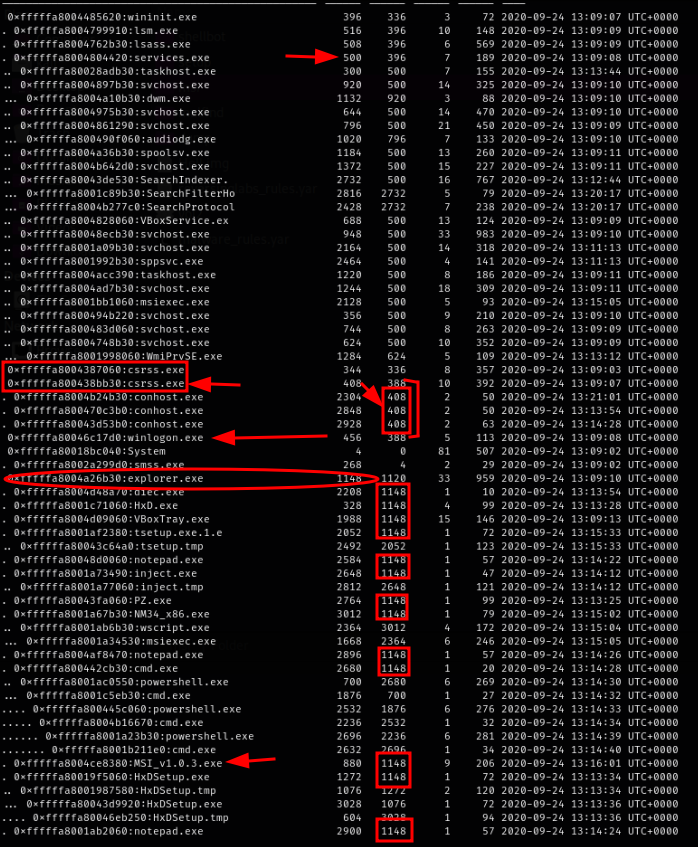 0×fffffa8004485620:wininit.exe 396 336 3 72 2020-09-24 13:09:07 UTC+0000
. 0×fffffa8004799910:lsm.exe 516 396 10 148 2020-09-24 13:09:09 UTC+0000
. 0×fffffa8004762b30:lsass.exe 508 396 6 569 2020-09-24 13:09:09 UTC+0000
. 0×fffffa8004804420:services.exe 500 396 7 189 2020-09-24 13:09:08 UTC+0000
.. 0×fffffa80028adb30:taskhost.exe 300 500 7 155 2020-09-24 13:13:44 UTC+0000
.. 0×fffffa8004897b30:svchost.exe 920 500 14 325 2020-09-24 13:09:10 UTC+0000
... 0×fffffa8004a10b30:dwm.exe 1132 920 3 88 2020-09-24 13:09:10 UTC+0000
.. 0×fffffa8004975b30:svchost.exe 644 500 14 470 2020-09-24 13:09:10 UTC+0000
.. 0×fffffa8004861290:svchost.exe 796 500 21 450 2020-09-24 13:09:09 UTC+0000
... 0×fffffa800490f060:audiodg.exe 1020 796 7 133 2020-09-24 13:09:10 UTC+0000
.. 0×fffffa8004a36b30:spoolsv.exe 1184 500 13 260 2020-09-24 13:09:11 UTC+0000
.. 0×fffffa8004b642d0:svchost.exe 1372 500 15 227 2020-09-24 13:09:11 UTC+0000
.. 0×fffffa80043de530:SearchIndexer. 2732 500 16 767 2020-09-24 13:12:44 UTC+0000
... 0×fffffa8001c89b30:SearchFilterHo 2816 2732 5 79 2020-09-24 13:20:17 UTC+0000
... 0×fffffa8004b277c0:SearchProtocol 2428 2732 7 238 2020-09-24 13:20:17 UTC+0000
.. 0×fffffa8004828060:VBoxService.ex 688 500 13 124 2020-09-24 13:09:09 UTC+0000
.. 0×fffffa80048ecb30:svchost.exe 948 500 33 983 2020-09-24 13:09:10 UTC+0000
.. 0×fffffa8001a09b30:svchost.exe 2164 500 14 318 2020-09-24 13:11:13 UTC+0000
.. 0×fffffa8001992b30:sppsvc.exe 2464 500 4 141 2020-09-24 13:11:13 UTC+0000
.. 0×fffffa8004acc390:taskhost.exe 1220 500 8 186 2020-09-24 13:09:11 UTC+0000
.. 0×fffffa8004ad7b30:svchost.exe 1244 500 18 309 2020-09-24 13:09:11 UTC+0000
.. 0×fffffa8001bb1060:msiexec.exe 2128 500 5 93 2020-09-24 13:15:05 UTC+0000
.. 0×fffffa800494b220:svchost.exe 356 500 9 210 2020-09-24 13:09:10 UTC+0000
.. 0×fffffa800483d060:svchost.exe 744 500 8 263 2020-09-24 13:09:09 UTC+0000
.. 0×fffffa8004748b30:svchost.exe 624 500 10 352 2020-09-24 13:09:09 UTC+0000
... 0×fffffa8001998060:WmiPrvSE.exe 1284 624 7 109 2020-09-24 13:13:12 UTC+0000
0×fffffa8004387060:csrss.exe 344 336 8 357 2020-09-24 13:09:03 UTC+0000
0×fffffa800438bb30:csrss.exe 408 388 10 392 2020-09-24 13:09:07 UTC+0000
. 0×fffffa8004b24b30:conhost.exe 2304 408 2 50 2020-09-24 13:21:01 UTC+0000
. 0×fffffa800470c3b0:conhost.exe 2848 408 2 50 2020-09-24 13:13:54 UTC+0000
. 0×fffffa80043d53b0:conhost.exe 2928 408 2 63 2020-09-24 13:14:28 UTC+0000
0×fffffa80046c17d0:winlogon.exe 456 388 5 113 2020-09-24 13:09:08 UTC+0000
0×fffffa80018bc040:System 4 0 81 507 2020-09-24 13:09:02 UTC+0000
. 0×fffffa8002a299d0:smss.exe 268 4 2 29 2020-09-24 13:09:02 UTC+0000
0×fffffa8004a26b30:explorer.exe 1148 1120 33 959 2020-09-24 13:09:10 UTC+0000
. 0×fffffa8004d48a70:diec.exe 2208 1148 1 10 2020-09-24 13:13:54 UTC+0000
. 0×fffffa8001c71060:HxD.exe 328 1148 4 99 2020-09-24 13:13:28 UTC+0000
. 0×fffffa8004d09060:VBoxTray.exe 1988 1148 15 146 2020-09-24 13:09:13 UTC+0000
. 0×fffffa8001af2380:tsetup.exe.1.e 2052 1148 1 72 2020-09-24 13:15:33 UTC+0000
.. 0×fffffa80043c64a0:tsetup.tmp 2492 2052 1 123 2020-09-24 13:15:33 UTC+0000
. 0×fffffa80048d0060:notepad.exe 2584 1148 1 57 2020-09-24 13:14:22 UTC+0000
. 0×fffffa8001a73490:inject.exe 2648 1148 1 47 2020-09-24 13:14:12 UTC+0000
.. 0×fffffa8001a77060:inject.tmp 2812 2648 1 121 2020-09-24 13:14:12 UTC+0000
. 0×fffffa80043fa060:PZ.exe 2764 1148 1 99 2020-09-24 13:13:25 UTC+0000
. 0×fffffa8001a67b30:NM34_x86.exe 3012 1148 1 79 2020-09-24 13:15:02 UTC+0000
.. 0×fffffa8001ab6b30:wscript.exe 2364 3012 4 172 2020-09-24 13:15:04 UTC+0000
... 0×fffffa8001a34530:msiexec.exe 1668 2364 6 246 2020-09-24 13:15:05 UTC+0000
. 0×fffffa8004af8470:notepad.exe 2896 1148 1 57 2020-09-24 13:14:26 UTC+0000
. 0×fffffa800442cb30:cmd.exe 2680 1148 1 20 2020-09-24 13:14:28 UTC+0000
.. 0×fffffa8001ac0550:powershell.exe 700 2680 6 269 2020-09-24 13:14:31 UTC+0000
... 0×fffffa8001c5eb30:cmd.exe 1876 700 1 27 2020-09-24 13:14:32 UTC+0000
.... 0×fffffa800445c060:powershell.exe 2532 1876 6 276 2020-09-24 13:14:33 UTC+0000
..... 0×fffffa8004b16670:cmd.exe 2236 2532 1 32 2020-09-24 13:14:34 UTC+0000
...... 0×fffffa8001a23b30:powershell.exe 2696 2236 6 281 2020-09-24 13:14:39 UTC+0000
....... 0×fffffa8001b211e0:cmd.exe 2632 2696 1 34 2020-09-24 13:14:40 UTC+0000
. 0×fffffa8004ce8380:MSI_v1.0.3.exe 880 1148 9 206 2020-09-24 13:16:01 UTC+0000
. 0×fffffa80019f5060:HxDSetup.exe 1272 1148 1 72 2020-09-24 13:13:34 UTC+0000
.. 0×fffffa8001987580:HxDSetup.tmp 1076 1272 2 120 2020-09-24 13:13:34 UTC+0000
... 0×fffffa80043d9920:HxDSetup.exe 3028 1076 1 72 2020-09-24 13:13:36 UTC+0000
.... 0×fffffa80046eb250:HxDSetup.tmp 604 3028 1 94 2020-09-24 13:13:36 UTC+0000
. 0×fffffa8001ab2060:notepad.exe 2900 1148 1 57 2020-09-24 13:14:24 UTC+0000